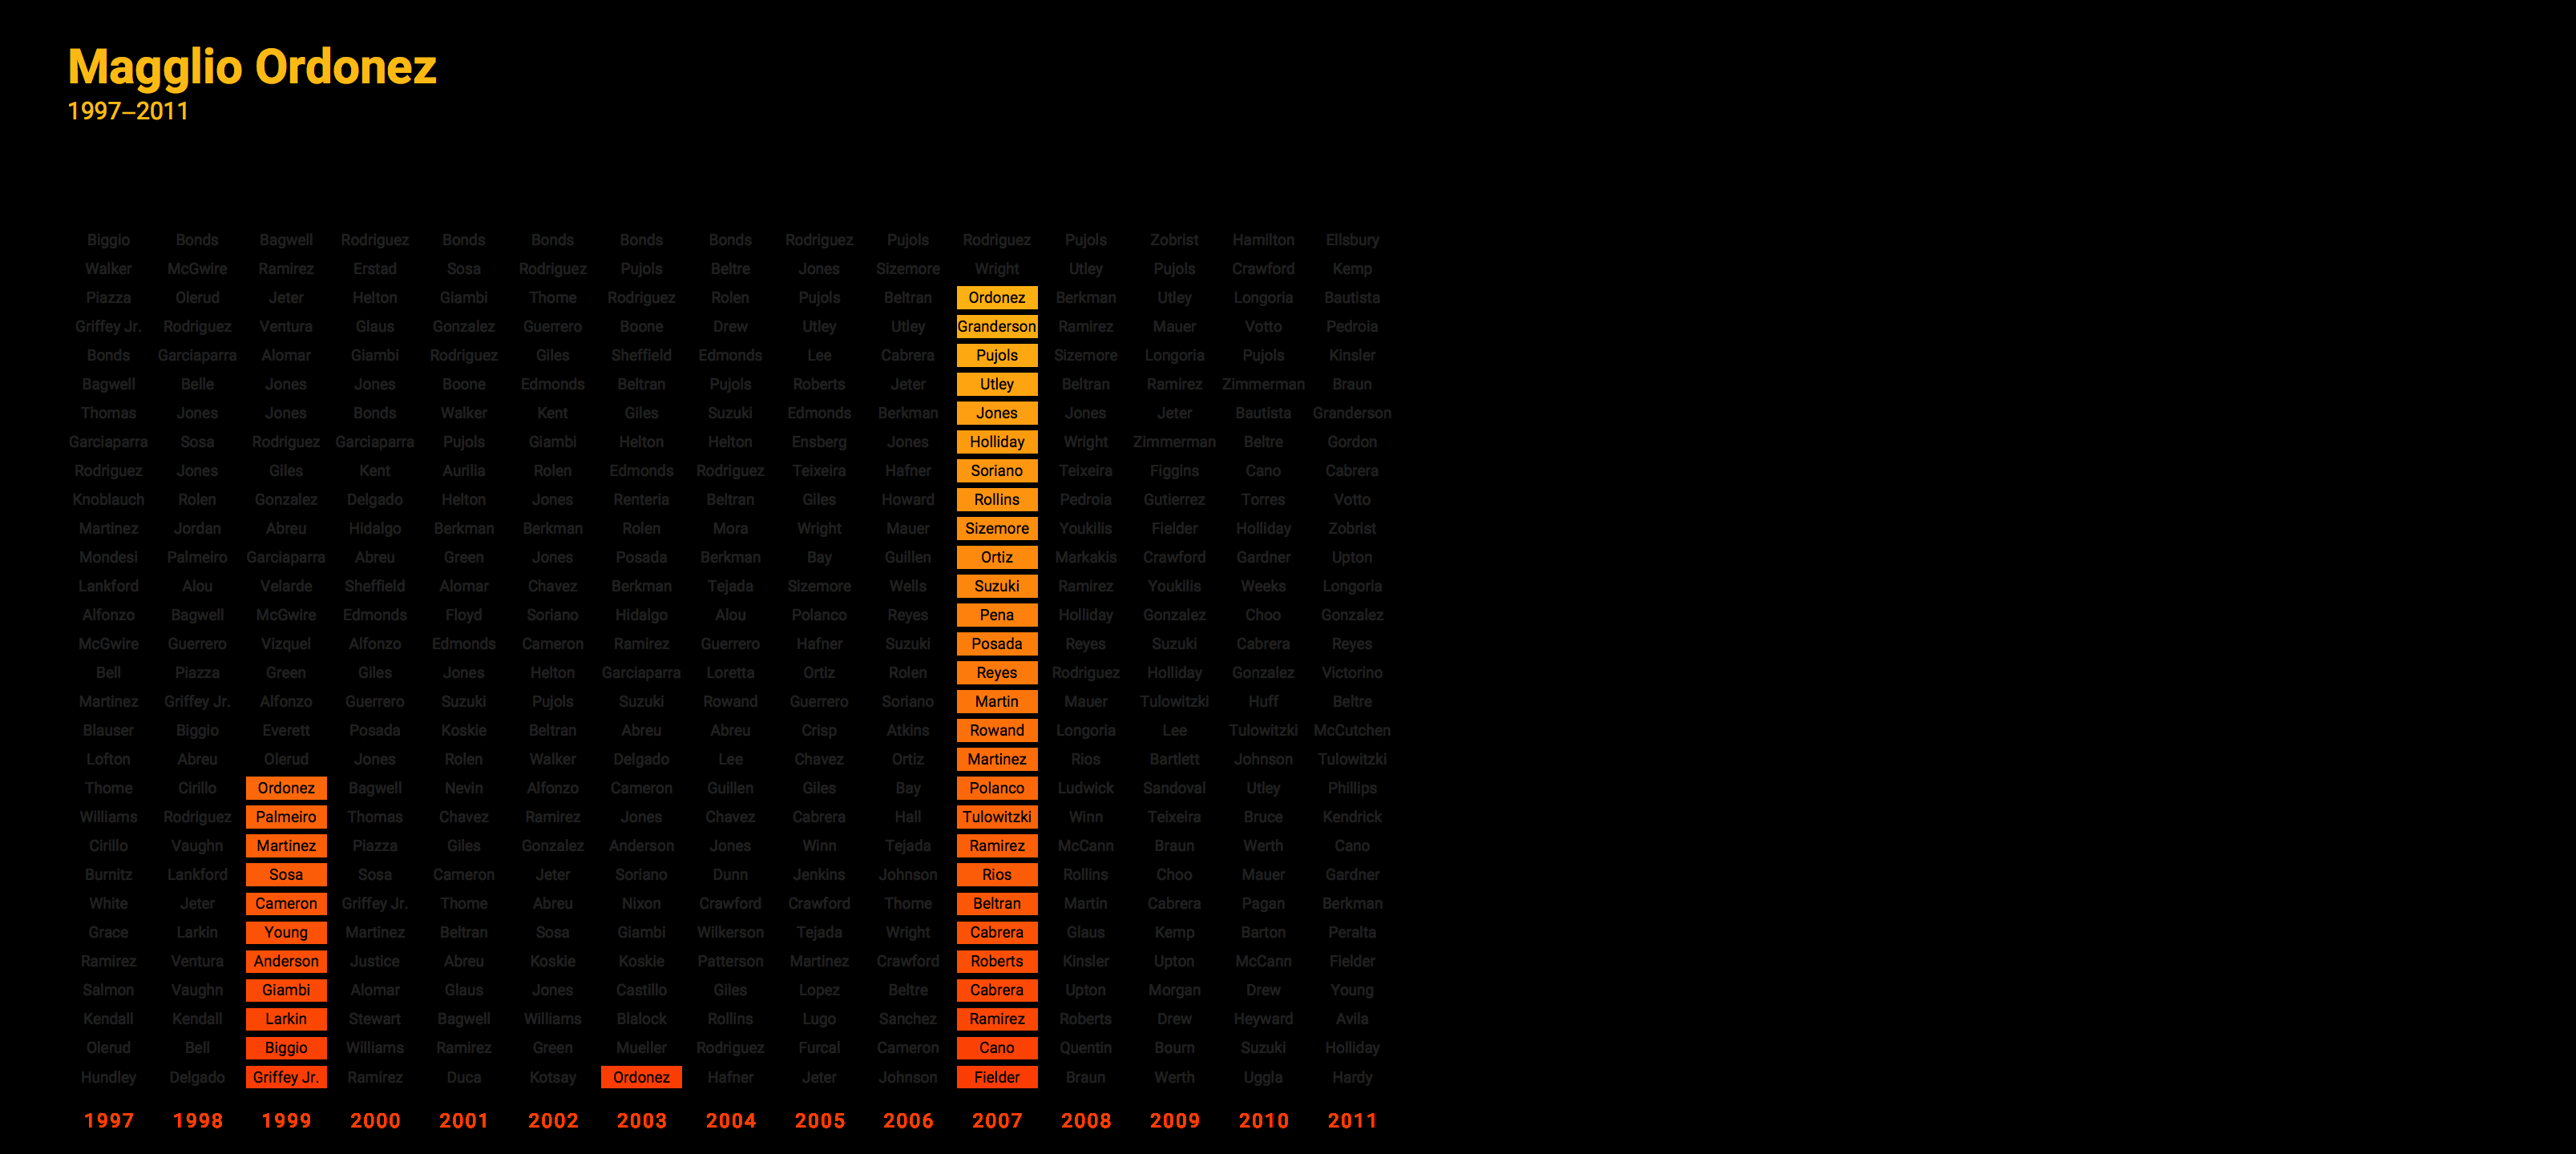 Magglio Ordonez
1997–2011
Biggio Bonds Bagwell Rodriguez Bonds Bonds Bonds Bonds Rodriguez Pujols Rodriguez Pujols Zobrist Hamilton Ellsbury
Walker McGwire Ramirez Erstad Sosa Rodriguez Pujols Beltre Jones Sizemore Wright Utley Pujols Crawford Kemp
Piazza Olerud Jeter Helton Giambi Thome Rodriguez Rolen Pujols Beltran Ordonez Berkman Utley Longoria Bautista
Griffey Jr. Rodriguez Ventura Glaus Gonzalez Guerrero Boone Drew Utley Utley Granderson Ramirez Mauer Votto Pedroia
Bonds Garciaparra Alomar Giambi Rodriguez Giles Sheffield Edmonds Lee Cabrera Pujols Sizemore Longoria Pujols Kinsler
Bagwell Belle Jones Jones Boone Edmonds Beltran Pujols Roberts Jeter Utley Beltran Ramirez Zimmerman Braun
Thomas Jones Jones Bonds Walker Kent Giles Suzuki Edmonds Berkman Jones Jones Jeter Bautista Granderson
Garciaparra Sosa Rodriguez Garciaparra Pujols Giambi Helton Helton Ensberg Jones Holliday Wright Zimmerman Beltre Gordon
Rodriguez Jones Giles Kent Aurilia Rolen Edmonds Rodriguez Teixeira Hafner Soriano Teixeira Figgins Cano Cabrera
Knoblauch Rolen Gonzalez Delgado Helton Jones Renteria Beltran Giles Howard Rollins Pedroia Gutierrez Torres Votto
Martinez Jordan Abreu Hidalgo Berkman Berkman Rolen Mora Wright Mauer Sizemore Youkilis Fielder Holliday Zobrist
Mondesi Palmeiro Garciaparra Abreu Green Jones Posada Berkman Bay Guillen Ortiz Markakis Crawford Gardner Upton
Lankford Alou Velarde Sheffield Alomar Chavez Berkman Tejada Sizemore Wells Suzuki Ramirez Youkilis Weeks Longoria
Alfonzo Bagwell McGwire Edmonds Floyd Soriano Hidalgo Alou Polanco Reyes Pena Holliday Gonzalez Choo Gonzalez
McGwire Guerrero Vizquel Alfonzo Edmonds Cameron Ramirez Guerrero Hafner Suzuki Posada Reyes Suzuki Cabrera Reyes
Bell Piazza Green Giles Jones Helton Garciaparra Loretta Ortiz Rolen Reyes Rodriguez Holliday Gonzalez Victorino
Martinez Griffey Jr. Alfonzo Guerrero Suzuki Pujols Suzuki Rowand Guerrero Soriano Martin Mauer Tulowitzki Huff Beltre
Blauser Biggio Everett Posada Koskie Beltran Abreu Abreu Crisp Atkins Rowand Longoria Lee Tulowitzki McCutchen
Lofton Abreu Olerud Jones Rolen Walker Delgado Lee Chavez Ortiz Martinez Rios Bartlett Johnson Tulowitzki
Thome Cirillo Ordonez Bagwell Nevin Alfonzo Cameron Guillen Giles Bay Polanco Ludwick Sandoval Utley Phillips
Williams Rodriguez Palmeiro Thomas Chavez Ramirez Jones Chavez Cabrera Hall Tulowitzki Winn Teixeira Bruce Kendrick
Cirillo Vaughn Martinez Piazza Giles Gonzalez Anderson Jones Winn Tejada Ramirez McCann Braun Werth Cano
Burnitz Lankford Sosa Sosa Cameron Jeter Soriano Dunn Jenkins Johnson Rios Rollins Choo Mauer Gardner
White Jeter Cameron Griffey Jr. Thome Abreu Nixon Crawford Crawford Thome Beltran Martin Cabrera Pagan Berkman
Grace Larkin Young Martinez Beltran Sosa Giambi Wilkerson Tejada Wright Cabrera Glaus Kemp Barton Peralta
Ramirez Ventura Anderson Justice Abreu Koskie Koskie Patterson Martinez Crawford Roberts Kinsler Upton McCann Fielder
Salmon Vaughn Giambi Alomar Glaus Jones Castillo Giles Lopez Beltre Cabrera Upton Morgan Drew Young
Kendall Kendall Larkin Stewart Bagwell Williams Blalock Rollins Lugo Sanchez Ramirez Roberts Drew Heyward Avila
Olerud Bell Biggio Williams Ramirez Green Mueller Rodriguez Furcal Cameron Cano Quentin Bourn Suzuki Holliday
Hundley Delgado Griffey Jr. Ramirez Duca Kotsay Ordonez Hafner Jeter Johnson Fielder Braun Werth Uggla Hardy
1997 1998 1999 2000 2001 2002 2003 2004 2005 2006 2007 2008 2009 2010 2011